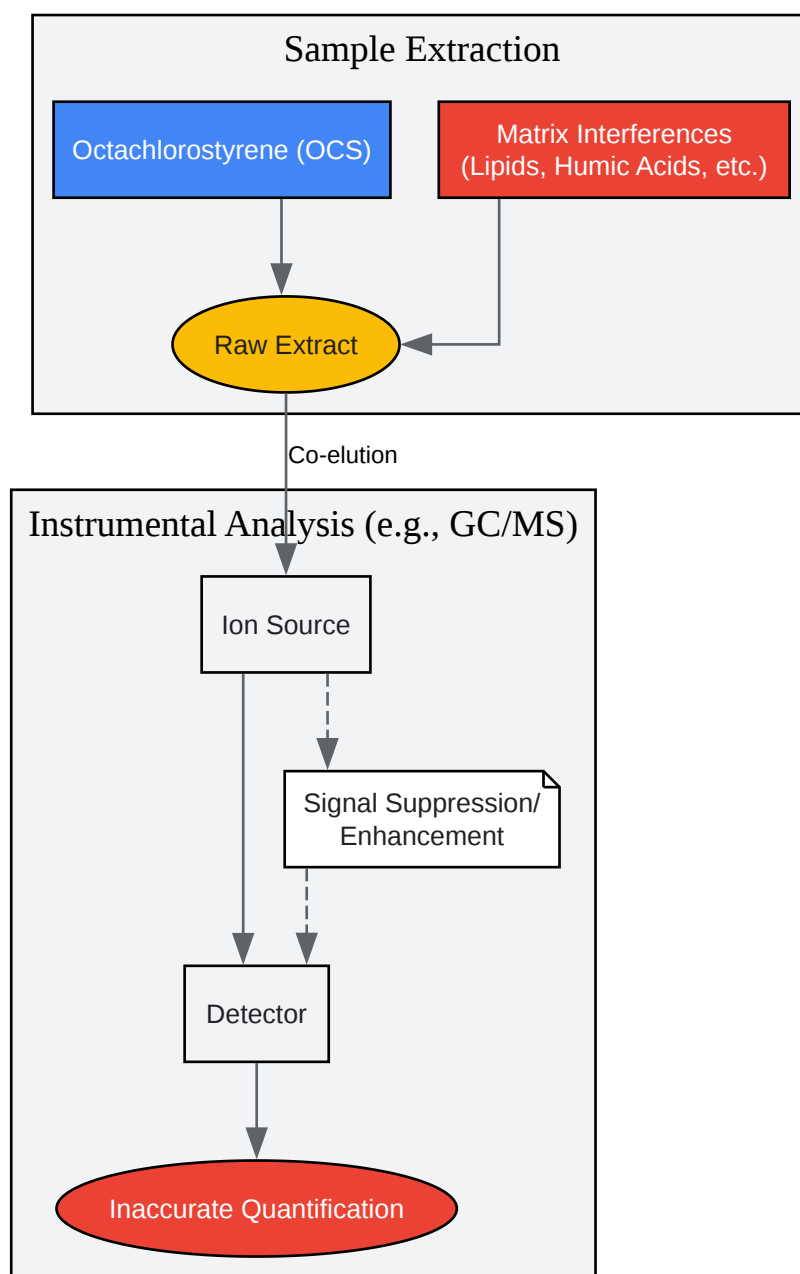 Sample Extraction
Octachlorostyrene (OCS)
Matrix Interferences
(Lipids, Humic Acids, etc.)
Raw Extract
Co-elution
Instrumental Analysis (e.g., GC/MS)
Ion Source
Signal Suppression/
Enhancement
Detector
Inaccurate Quantification